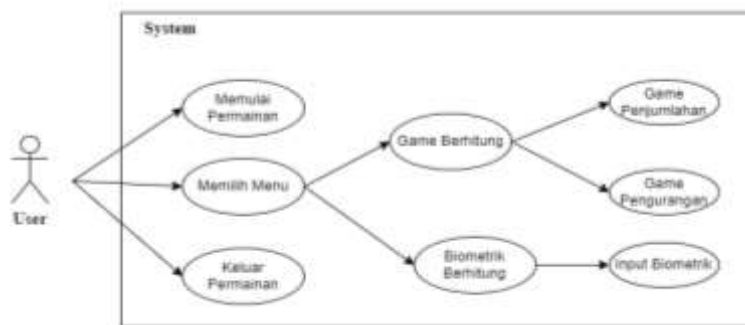 System
Memulai
Permainan
Game
Penjumlahan
Game Berhitung
Memilih Menu
Game
Pengurangan
User
Keluar
Permainan
Biometrik
Berhitung
Input Biometrik